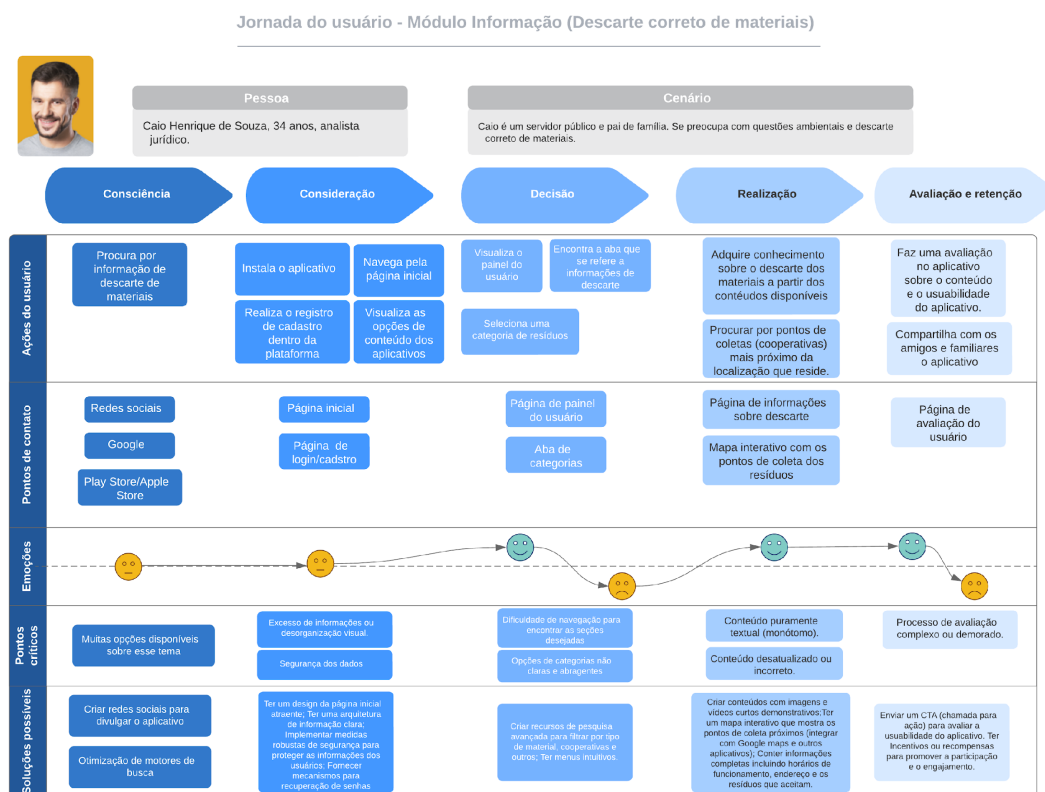 Jornada do usuário - Módulo Informação (Descarte correto de materiais)
Pessoa
Caio Henrique de Souza, 34 anos, analista
jurídico.
Cenário
Caio é um servidor público e pai de família. Se preocupa com questões ambientais e descarte
correto de materiais.
Consciência
Consideração
Decisão
Realização
Avaliação e retenção
Ações do usuário
Procura por
informação de
descarte de
materiais
Instala o aplicativo
Navega pela
página inicial
Realiza o registro
de cadastro
dentro da
plataforma
Visualiza as
opções de
conteúdo dos
aplicativos
Visualiza o
painel do
usuário
Encontra a aba que
se refere a
informações de
descarte
Seleciona uma
categoria de resíduos
Adquire conhecimento
sobre o descarte dos
materiais a partir dos
contéudos disponíveis
Procurar por pontos de
coletas (cooperativas)
mais próximo da
localização que reside.
Faz uma avaliação
no aplicativo
sobre o conteúdo
e o usuabilidade
do aplicativo.
Compartilha com os
amigos e familiares
o aplicativo
Pontos de contato
Redes sociais
Google
Play Store/Apple
Store
Página inicial
Página de
login/cadstro
Página de painel
do usuário
Aba de
categorias
Página de informações
sobre descarte
Mapa interativo com os
pontos de coleta dos
resíduos
Página de
avaliação do
usuário
Emoções
Pontos
críticos
Muitas opções disponíveis
sobre esse tema
Excesso de informações ou
desorganização visual.
Segurança dos dados
Dificuldade de navegação para
encontrar as seções
desejadas
Opções de categorias não
claras e abragentes
Conteúdo puramente
textual (monótomo).
Conteúdo desatualizado ou
incorreto.
Processo de avaliação
complexo ou demorado.
Soluções possíveis
Criar redes sociais para
divulgar o aplicativo
Otimização de motores de
busca
Ter um design da página inicial
atraente; Ter uma arquitetura
de informação clara;
Implementar medidas
robustas de segurança para
proteger as informações dos
usuários; Fornecer
mecanismos para
recuperação de senhas
Criar recursos de pesquisa
avançada para filtrar por tipo
de material, cooperativas e
outros; Ter menus intuitivos.
Criar conteúdos com imagens e
vídeos curtos demonstrativos;Ter
um mapa interativo que mostra os
pontos de coleta próximos (integrar
com Google maps e outros
aplicativos); Conter informações
completas incluindo horários de
funcionamento, endereço e os
resíduos que aceitam.
Enviar um CTA (chamada para
ação) para avaliar a
usuabilidade do aplicativo. Ter
Incentivos ou recompensas
para promover a participação
e o engajamento.